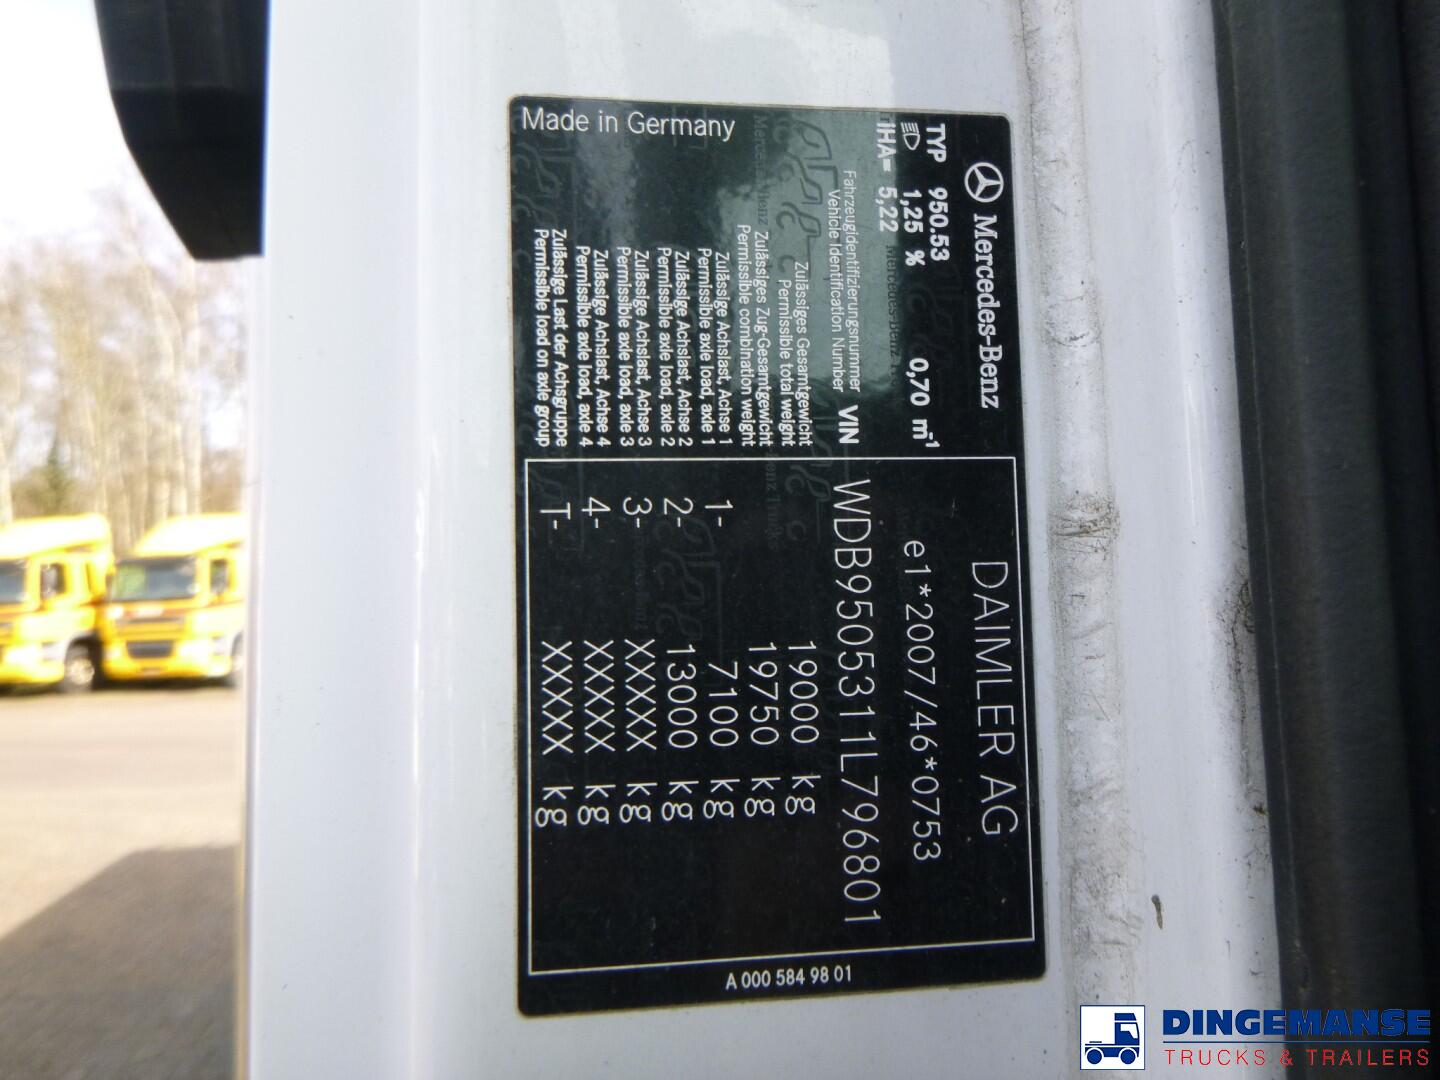 Mercedes-Benz
DAIMLER AG
TYP 950.53
1,25 % 0,70 m⁻¹
e1*2007/46*0753
IHA= 5,22
Fahrzeugidentifizierungsnummer
Vehicle Identification Number VIN WDB9505311L796801
Zulässiges Gesamtgewicht
Permissible total weight 19000 kg
Zulässiges Zug-Gesamtgewicht
Permissible combination weight 19750 kg
Zulässige Achslast, Achse 1
Permissible axle load, axle 1 1- 7100 kg
Zulässige Achslast, Achse 2
Permissible axle load, axle 2 2- 13000 kg
Zulässige Achslast, Achse 3
Permissible axle load, axle 3 3- XXXXX kg
Zulässige Achslast, Achse 4
Permissible axle load, axle 4 4- XXXXX kg
Zulässige Last der Achsgruppe
Permissible load on axle group T- XXXXX kg
Made in Germany
A 000 584 98 01
DINGEMANSE
TRUCKS & TRAILERS